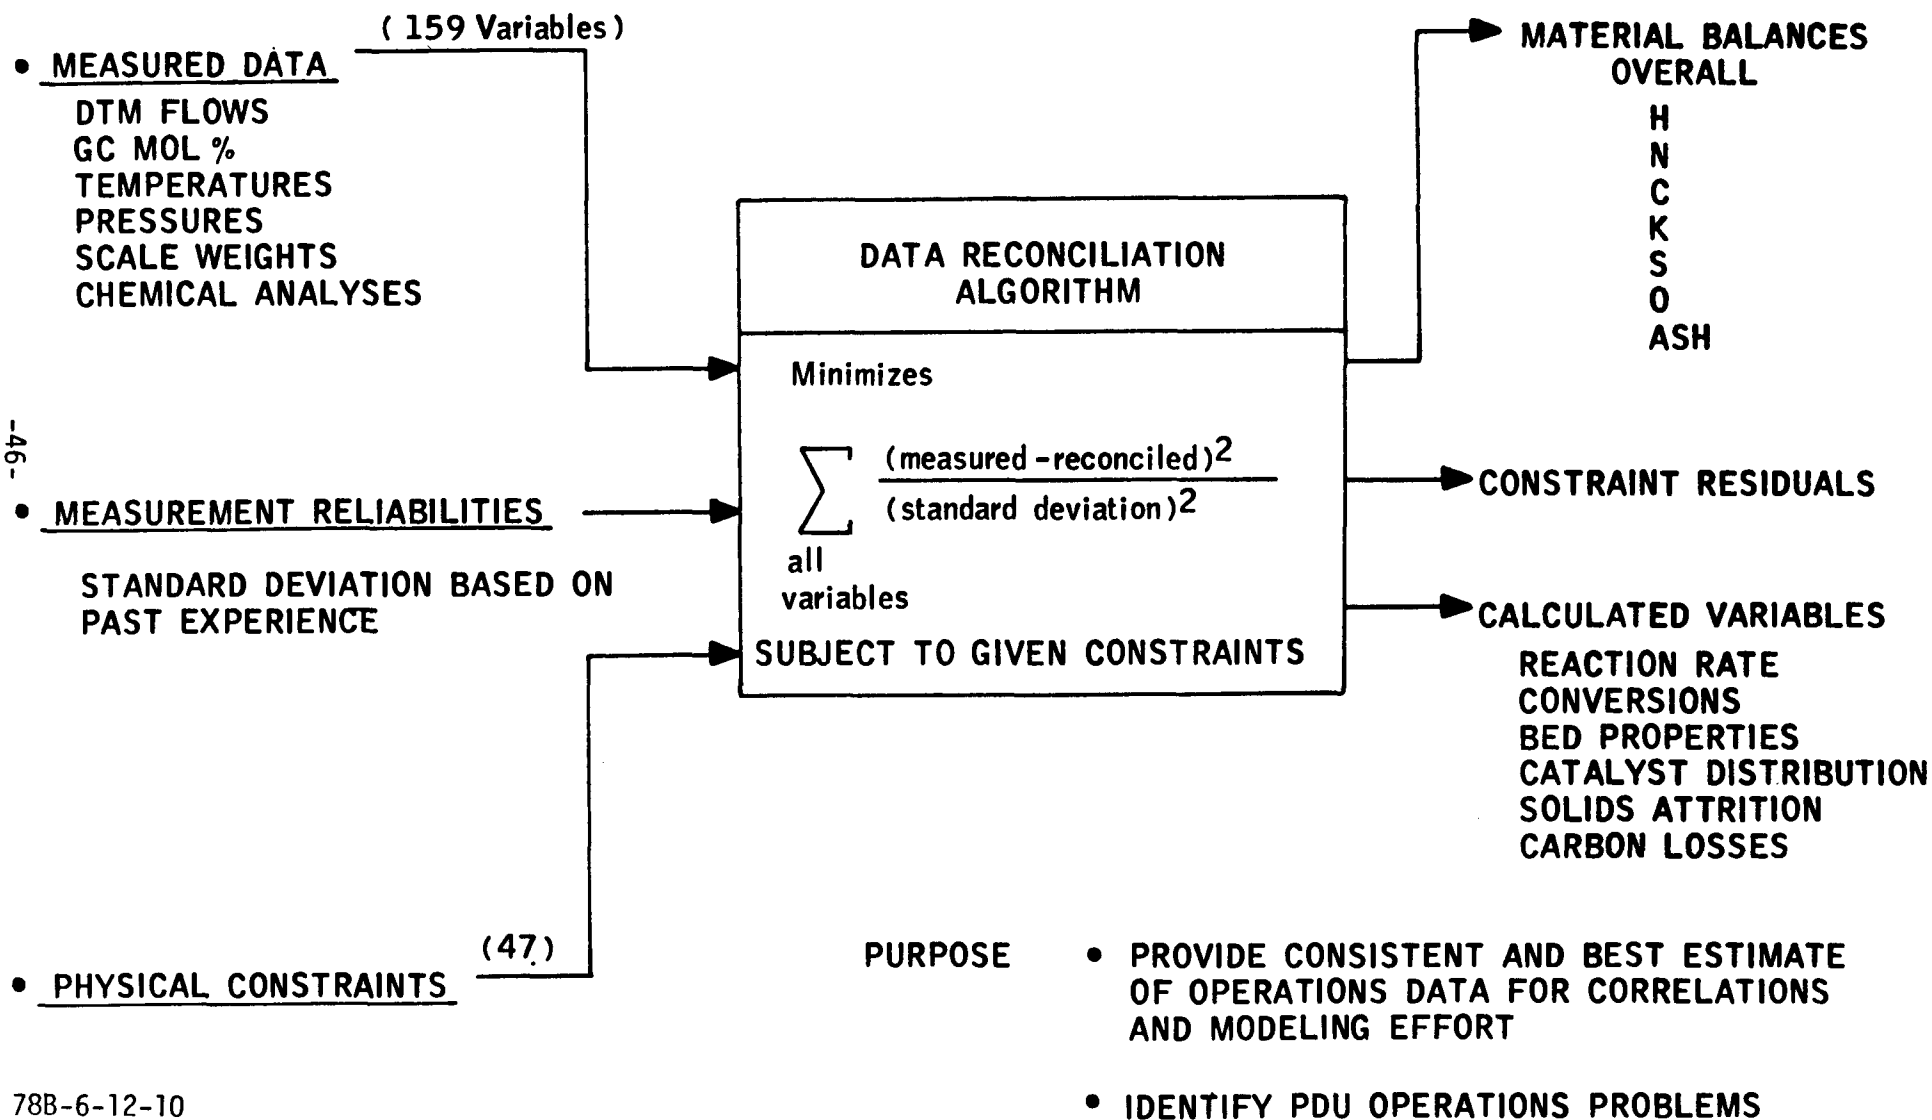 (159 Variables)
• MEASURED DATA
DTM FLOWS
GC MOL %
TEMPERATURES
PRESSURES
SCALE WEIGHTS
CHEMICAL ANALYSES
-46-
• MEASUREMENT RELIABILITIES
STANDARD DEVIATION BASED ON
PAST EXPERIENCE
(47)
• PHYSICAL CONSTRAINTS
DATA RECONCILIATION
ALGORITHM
Minimizes
∑ (measured-reconciled)2
(standard deviation)2
all
variables
SUBJECT TO GIVEN CONSTRAINTS
MATERIAL BALANCES
OVERALL
H
N
C
K
S
O
ASH
CONSTRAINT RESIDUALS
CALCULATED VARIABLES
REACTION RATE
CONVERSIONS
BED PROPERTIES
CATALYST DISTRIBUTION
SOLIDS ATTRITION
CARBON LOSSES
PURPOSE • PROVIDE CONSISTENT AND BEST ESTIMATE
OF OPERATIONS DATA FOR CORRELATIONS
AND MODELING EFFORT
• IDENTIFY PDU OPERATIONS PROBLEMS
78B-6-12-10